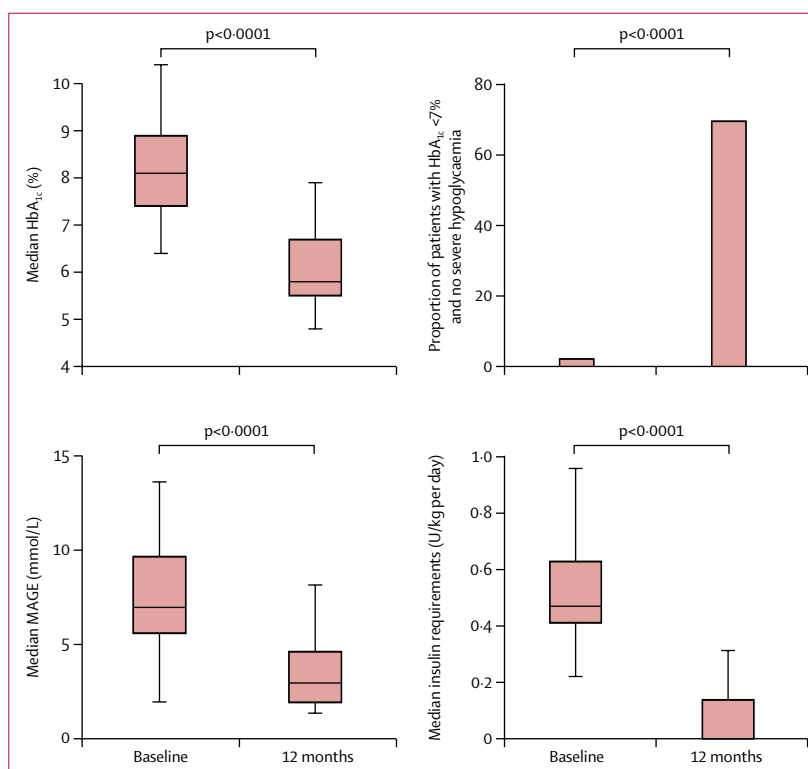 p<0·0001
10
9
8
7
6
5
4
Median HbA1c (%)
p<0·0001
80
60
40
20
0
Proportion of patients with HbA1c <7%
and no severe hypoglycaemia
p<0·0001
15
10
5
0
Median MAGE (mmol/L)
Baseline
12 months
p<0·0001
1·0
0·8
0·6
0·4
0·2
0
Median insulin requirements (U/kg per day)
Baseline
12 months